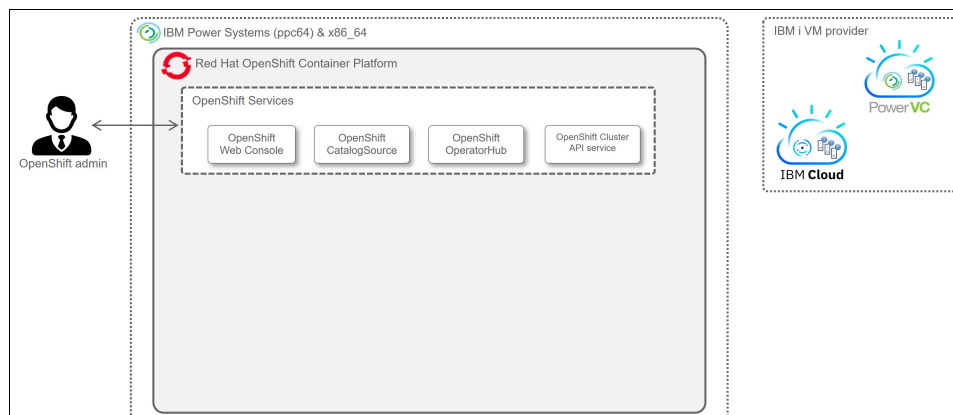 IBM Power Systems (ppc64) & x86_64
IBM i VM provider
Red Hat OpenShift Container Platform
OpenShift Services
OpenShift
Web Console
OpenShift
CatalogSource
OpenShift
OperatorHub
OpenShift Cluster
API service
OpenShift admin
PowerVC
IBM Cloud